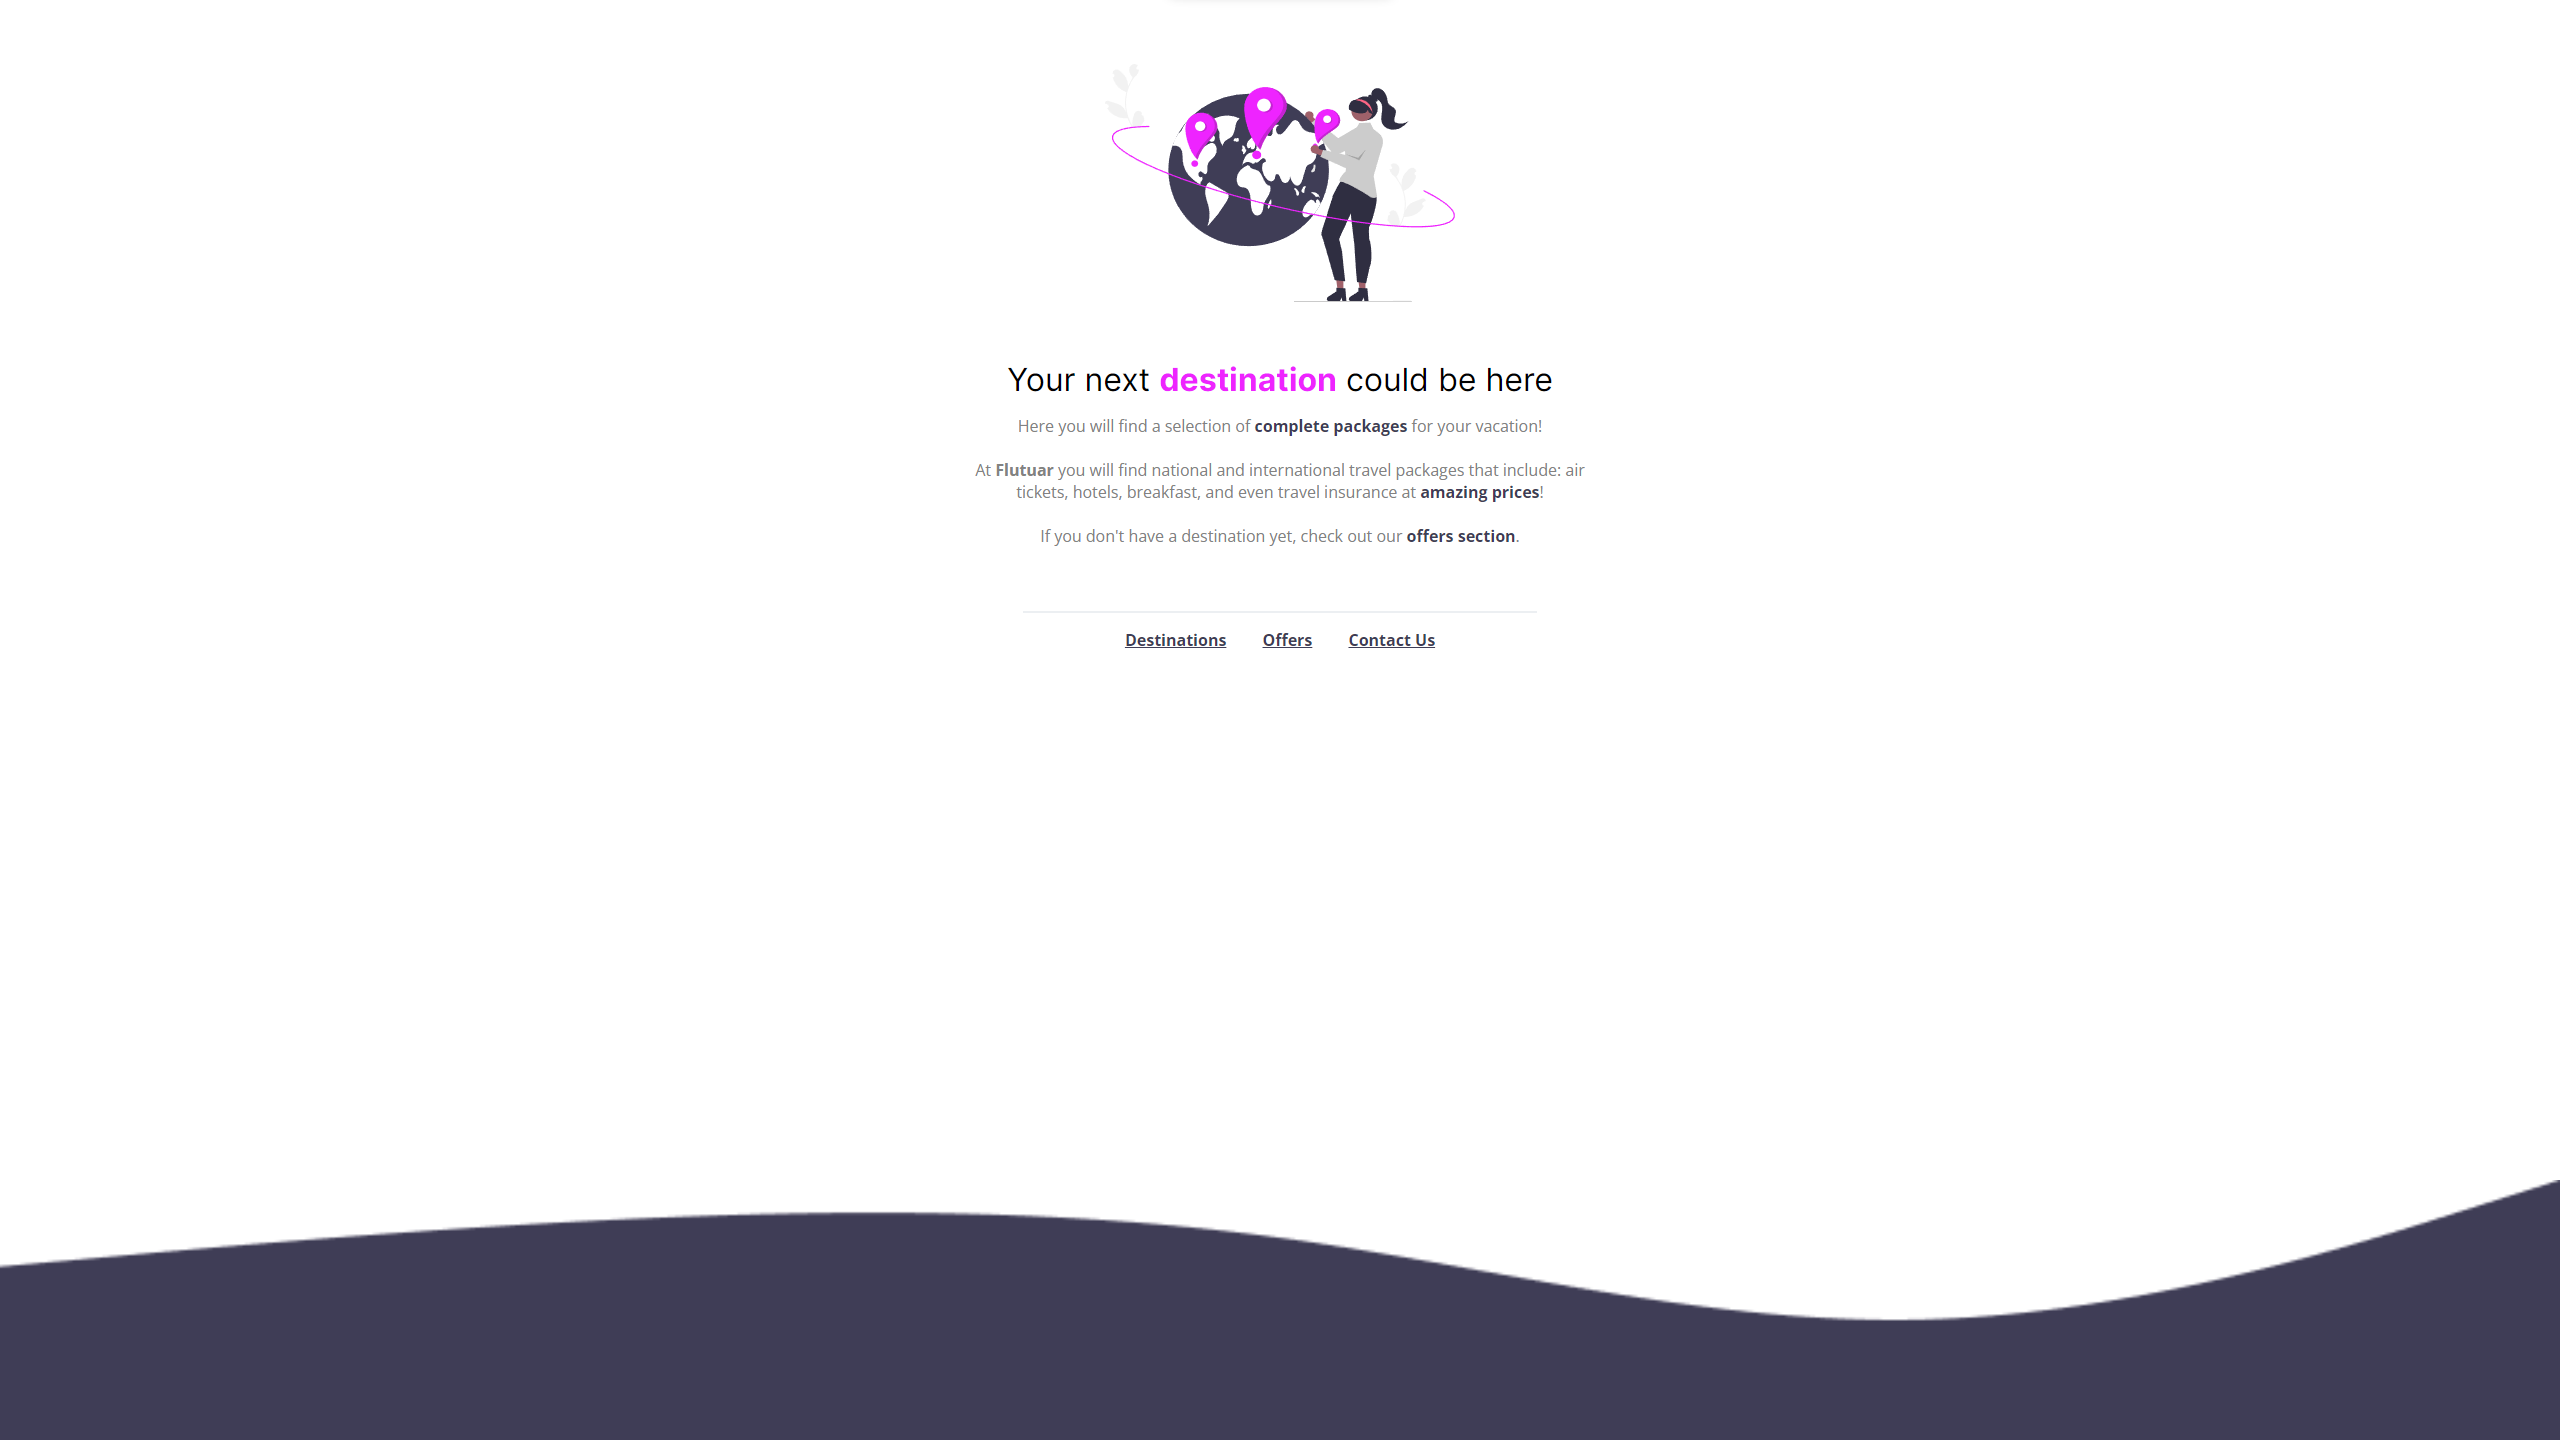 Your next destination could be here
Here you will find a selection of complete packages for your vacation!
At Flutuar you will find national and international travel packages that include: air
tickets, hotels, breakfast, and even travel insurance at amazing prices!
If you don't have a destination yet, check out our offers section.
Destinations Offers Contact Us